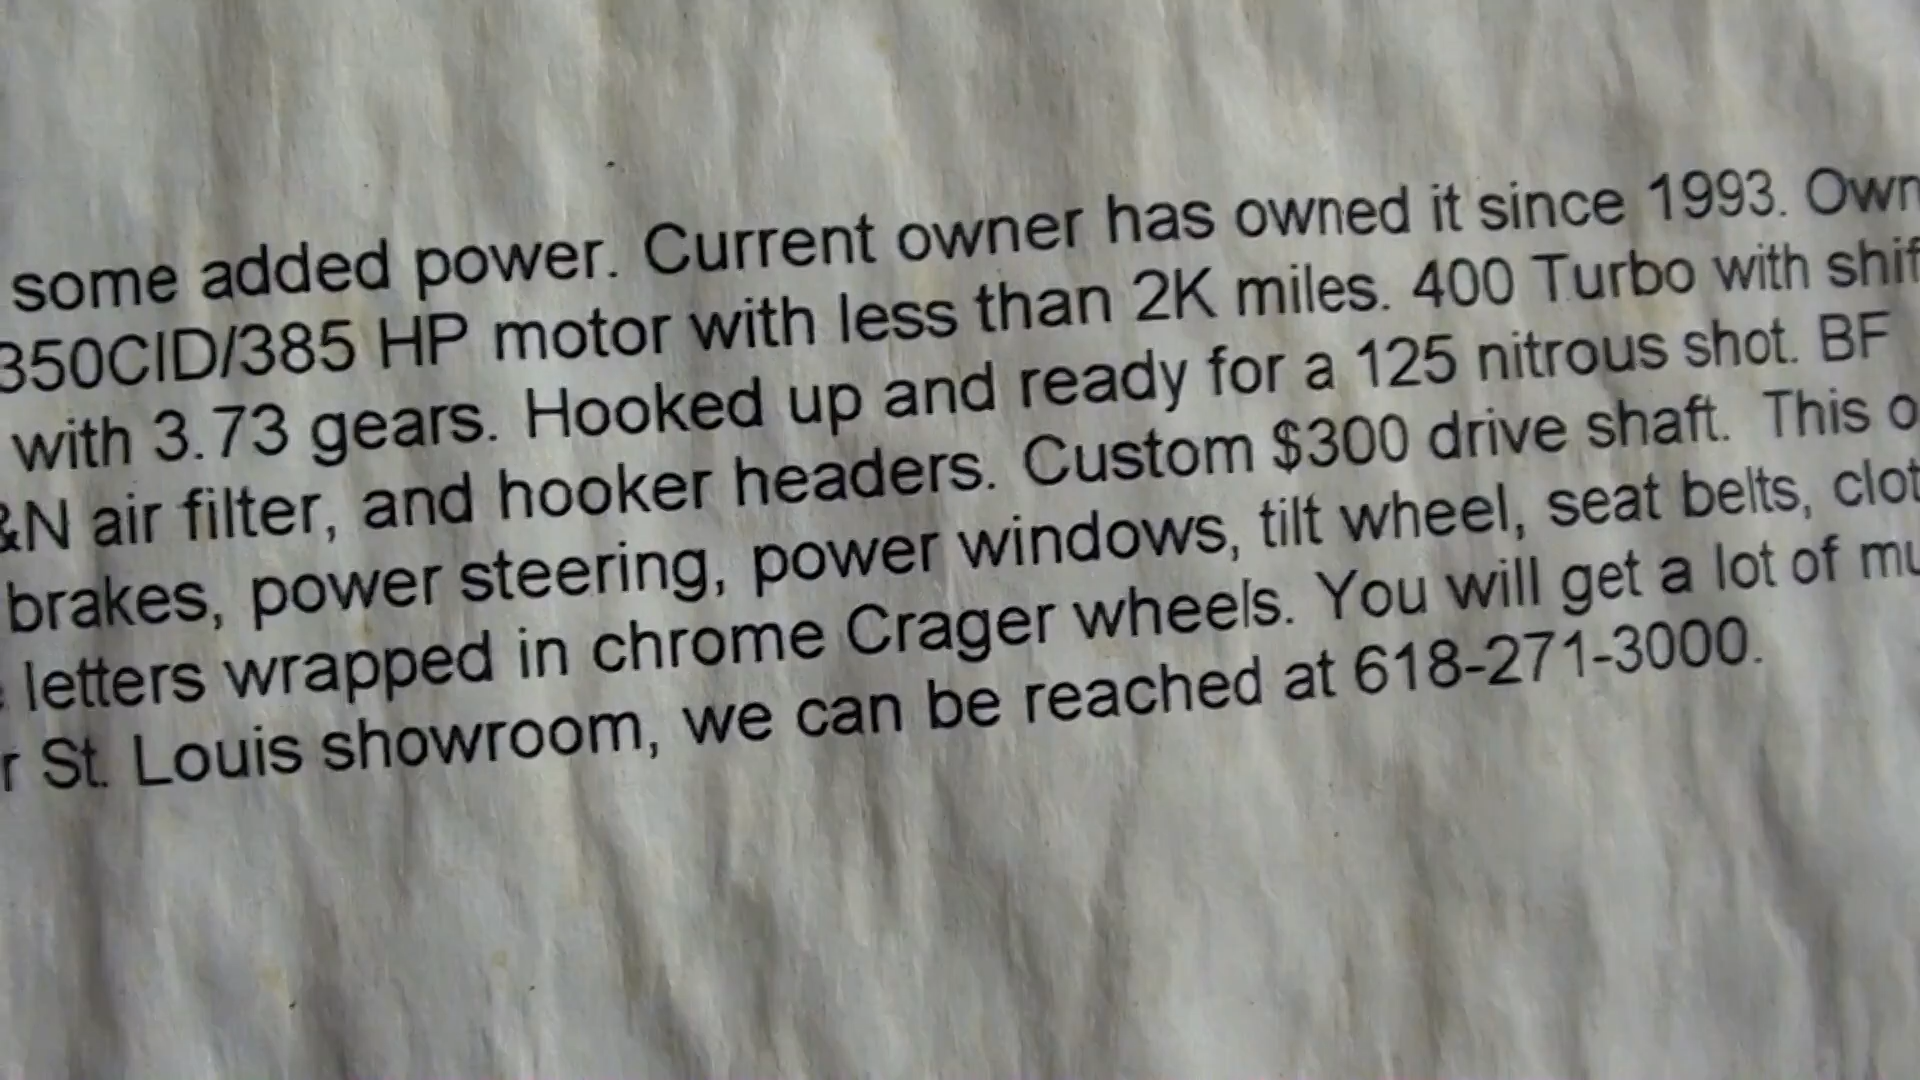 some added power. Current owner has owned it since 1993. Own
350CID/385 HP motor with less than 2K miles. 400 Turbo with shif
with 3.73 gears. Hooked up and ready for a 125 nitrous shot. BF
&N air filter, and hooker headers. Custom $300 drive shaft. This o
brakes, power steering, power windows, tilt wheel, seat belts, clot
letters wrapped in chrome Crager wheels. You will get a lot of mu
r St. Louis showroom, we can be reached at 618-271-3000.